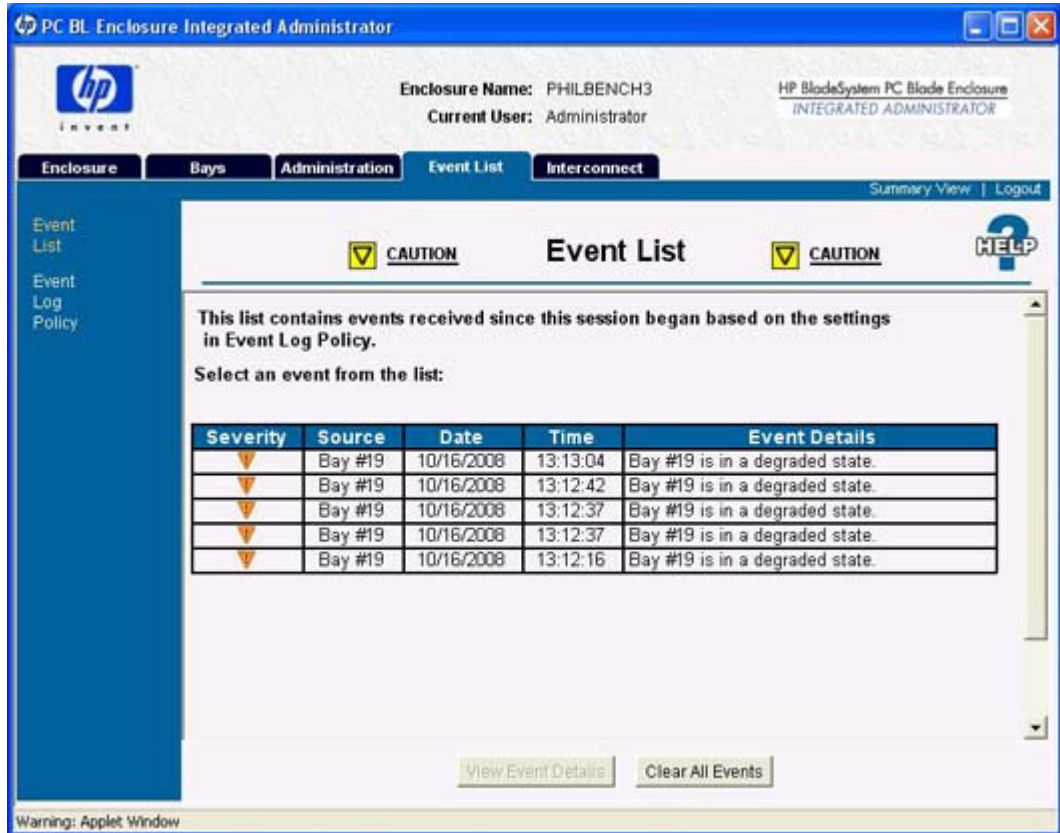 PC BL Enclosure Integrated Administrator
hp
invent
Enclosure Name: PHILBENCH3
Current User: Administrator
HP BladeSystem PC Blade Enclosure
INTEGRATED ADMINISTRATOR
Enclosure Bays Administration Event List Interconnect
Summary View | Logout
Event
List
Event
Log
Policy
CAUTION Event List CAUTION
HELP
This list contains events received since this session began based on the settings
in Event Log Policy.
Select an event from the list:
Severity Source Date Time Event Details
! Bay #19 10/16/2008 13:13:04 Bay #19 is in a degraded state.
! Bay #19 10/16/2008 13:12:42 Bay #19 is in a degraded state.
! Bay #19 10/16/2008 13:12:37 Bay #19 is in a degraded state.
! Bay #19 10/16/2008 13:12:37 Bay #19 is in a degraded state.
! Bay #19 10/16/2008 13:12:16 Bay #19 is in a degraded state.
View Event Details Clear All Events
Warning: Applet Window